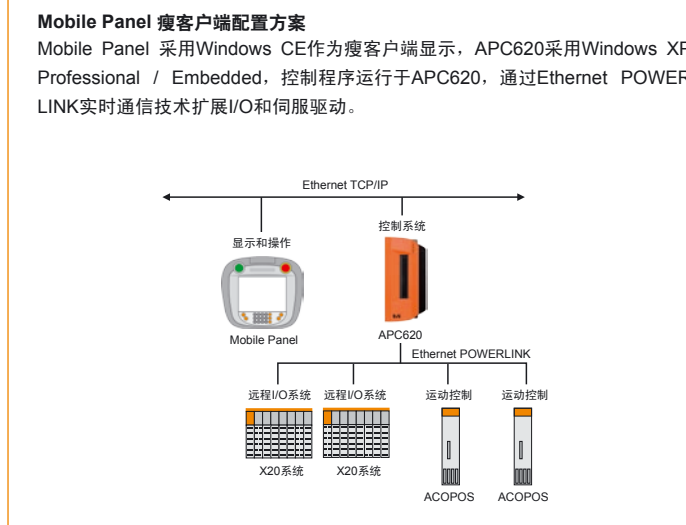 Mobile Panel 瘦客户端配置方案
Mobile Panel 采用Windows CE作为瘦客户端显示，APC620采用Windows XP
Professional / Embedded，控制程序运行于APC620，通过Ethernet POWER
LINK实时通信技术扩展I/O和伺服驱动。
Ethernet TCP/IP
控制系统
显示和操作
Mobile Panel
APC620
Ethernet POWERLINK
远程I/O系统 远程I/O系统 运动控制 运动控制
X20系统 X20系统
ACOPOS ACOPOS